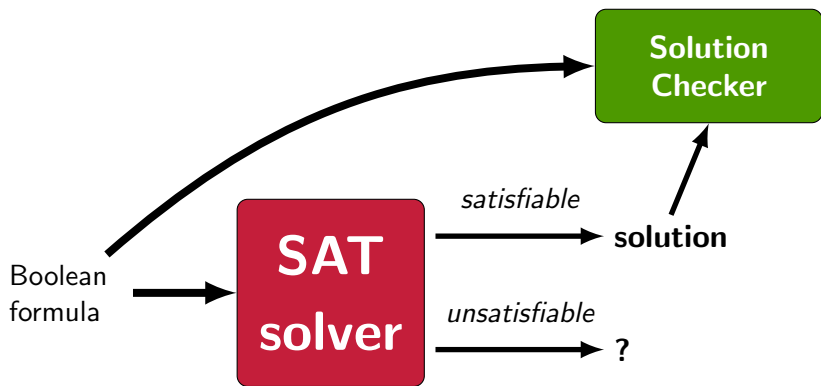 Solution
Checker
satisfiable
solution
SAT
solver
Boolean
formula
unsatisfiable
?